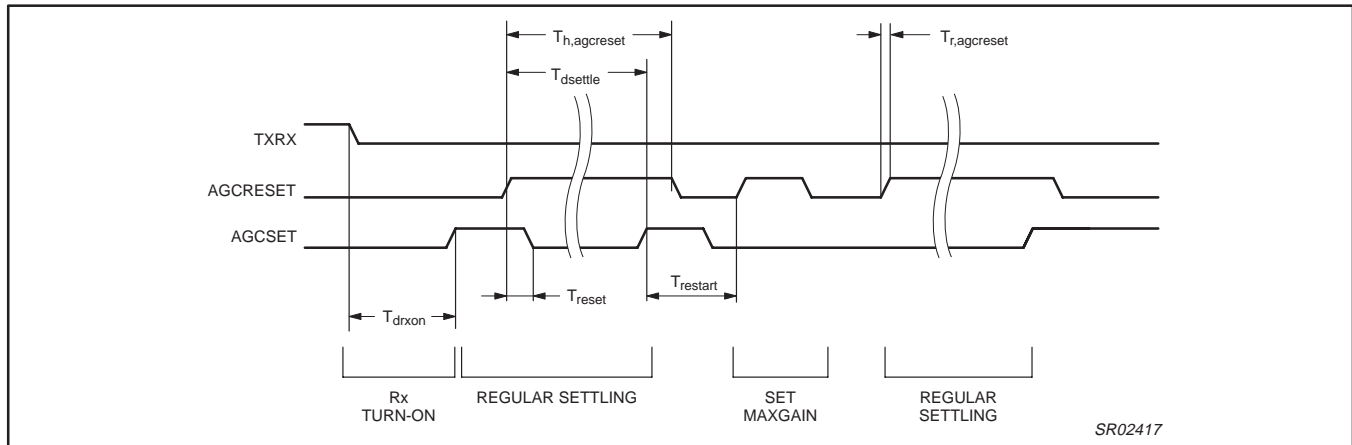 Th,agcreset
Tr,agcreset
Tdsettle
TXRX
AGCRESET
AGCSET
Treset
Trestart
Tdrxon
Rx
TURN-ON
REGULAR SETTLING
SET
MAXGAIN
REGULAR
SETTLING
SR02417